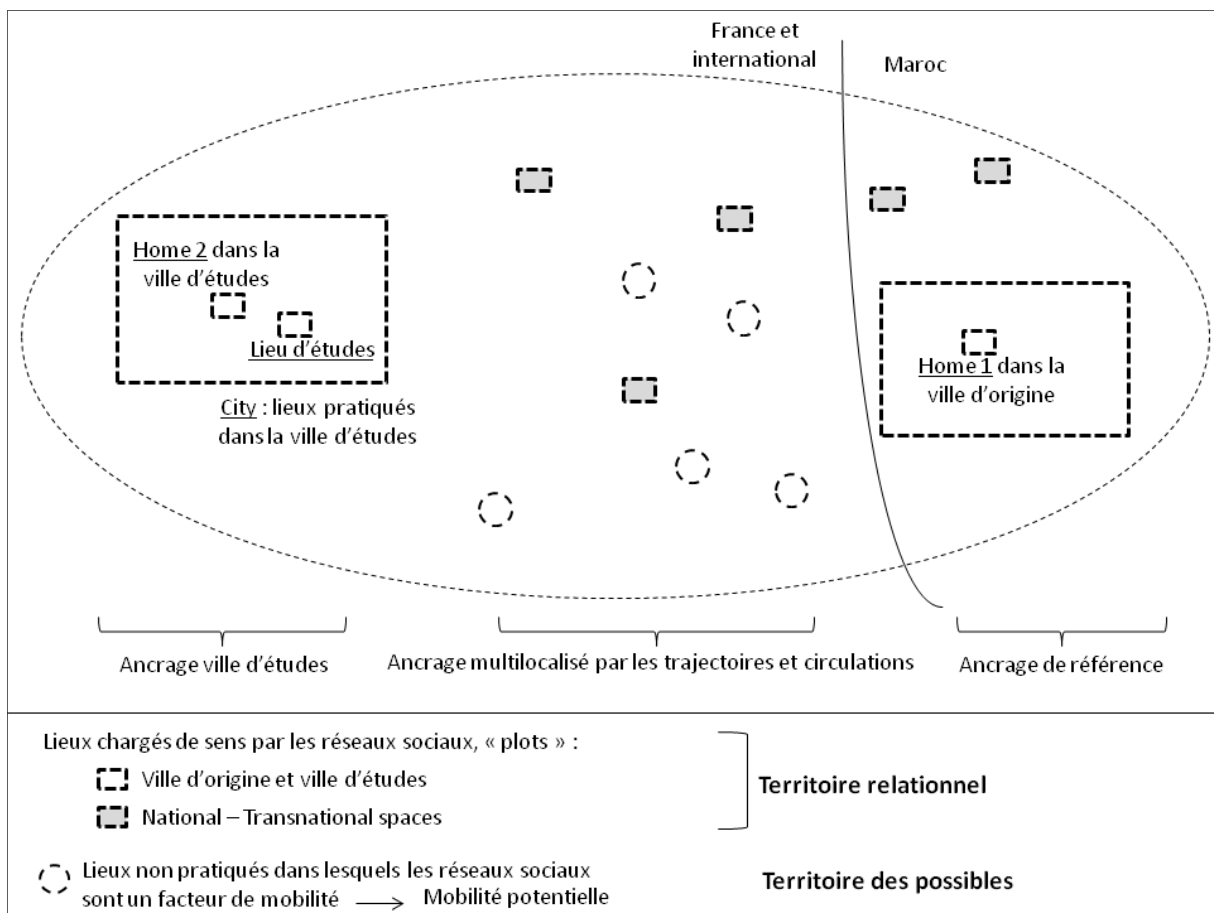 France et
international
Maroc
Home 2 dans la
ville d'études
Lieu d'études
City : lieux pratiqués
dans la ville d'études
Home 1 dans la
ville d'origine
Ancrage ville d'études
Ancrage multilocalisé par les trajectoires et circulations
Ancrage de référence
Lieux chargés de sens par les réseaux sociaux, « plots » :
Ville d'origine et ville d'études
National – Transnational spaces
Territoire relationnel
Lieux non pratiqués dans lesquels les réseaux sociaux
sont un facteur de mobilité → Mobilité potentielle
Territoire des possibles